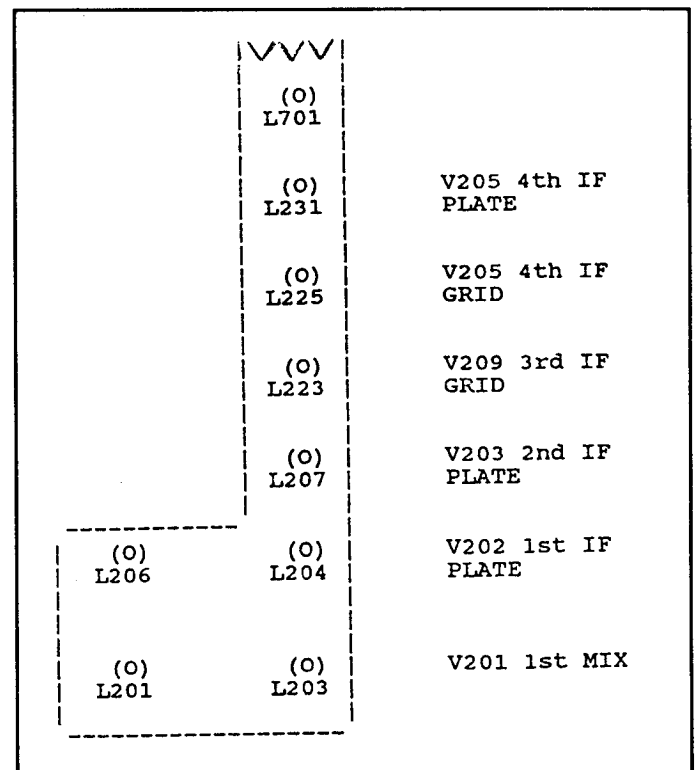 (O)
L701
(O) V205 4th IF
L231 PLATE
(O) V205 4th IF
L225 GRID
(O) V209 3rd IF
L223 GRID
(O) V203 2nd IF
L207 PLATE
(O) (O) V202 1st IF
L206 L204 PLATE
(O) (O) V201 1st MIX
L201 L203